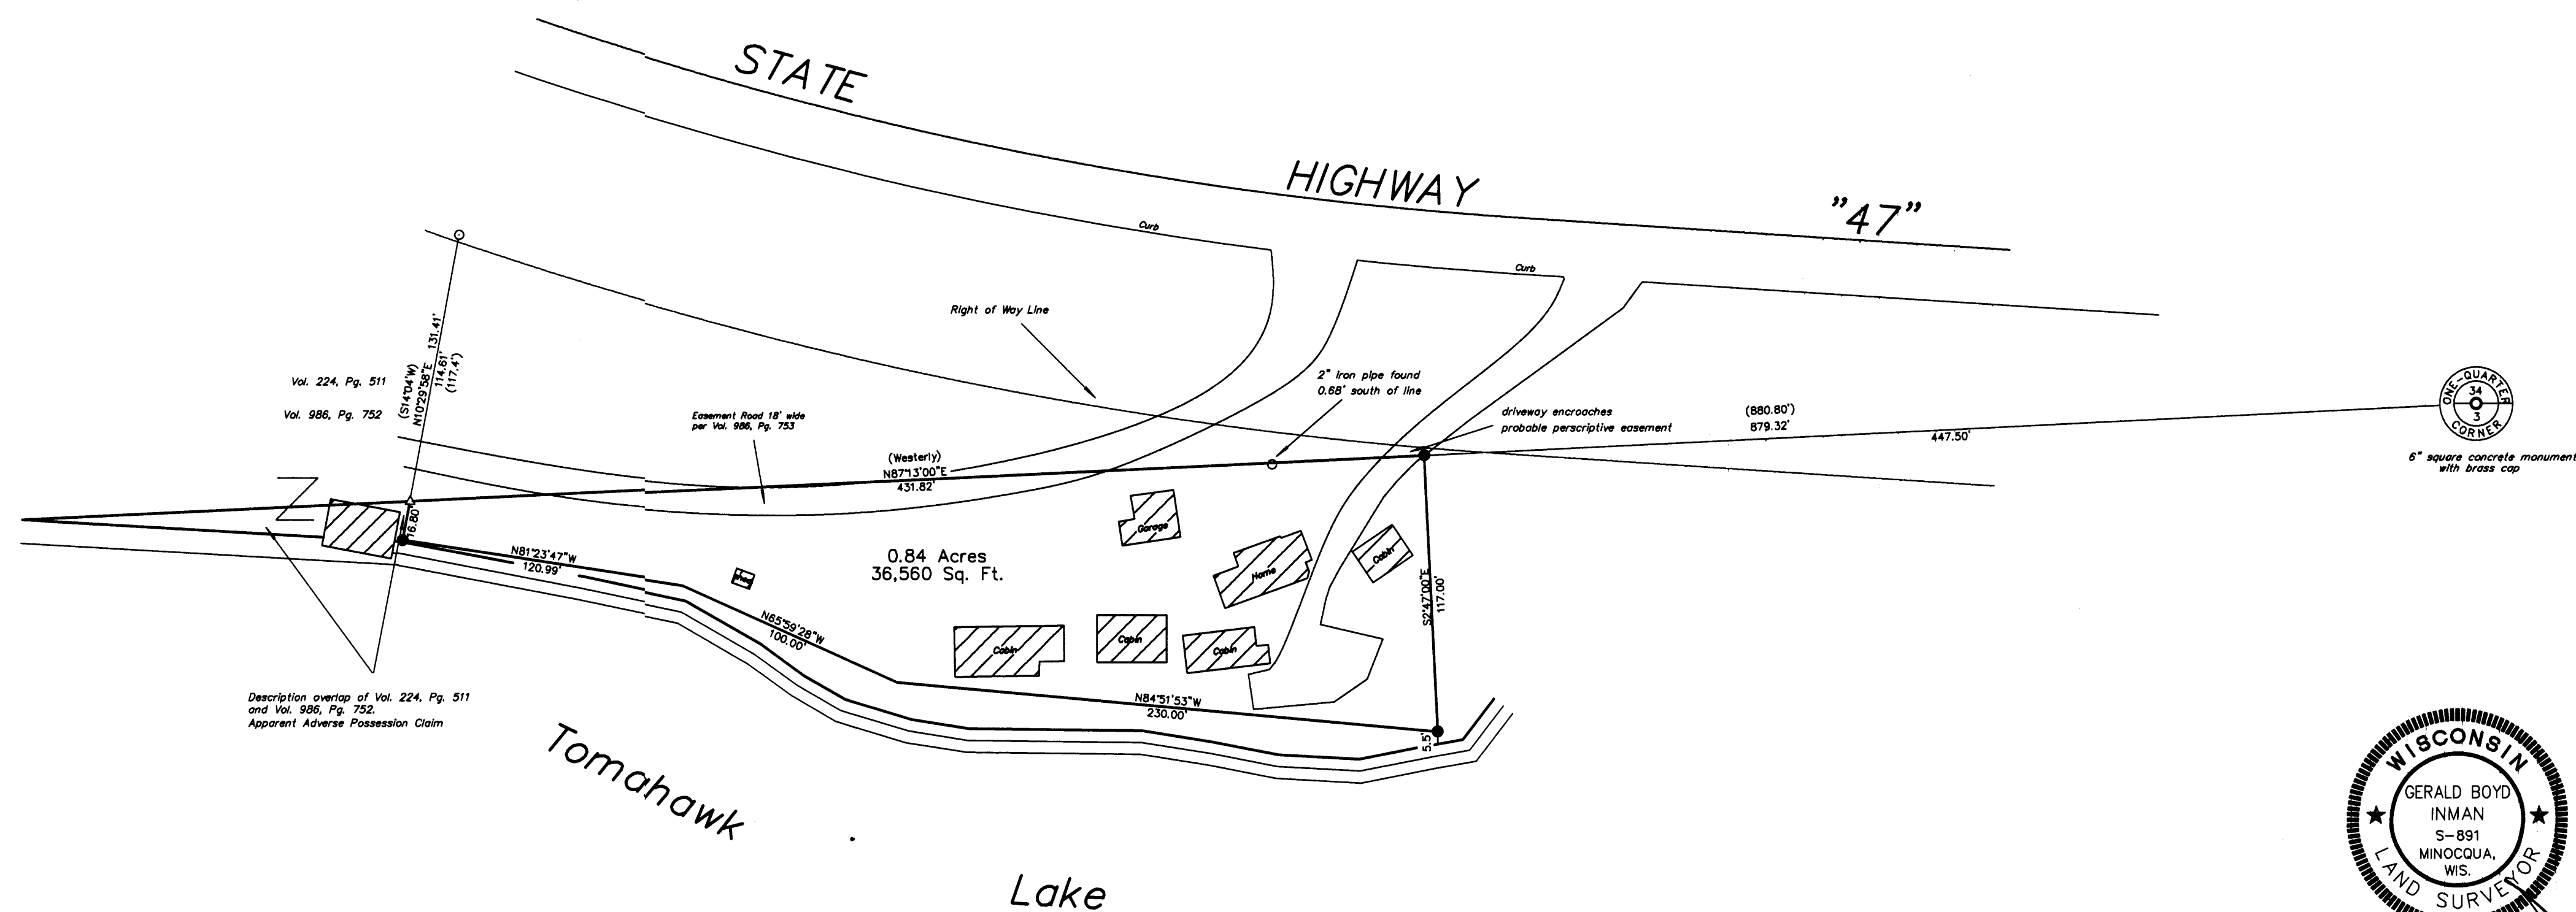 STATE
HIGHWAY
"47"
Curb
Curb
Right of Way Line
Vol. 224, Pg. 511
Vol. 986, Pg. 752
(S14°04'W)
N10°29'58"E 131.41'
114.61'
(117.4')
Easement Road 18' wide
per Vol. 986, Pg. 753
2" iron pipe found
0.68' south of line
driveway encroaches
probable perscriptive easement
(880.80')
879.32'
447.50'
ONE-QUARTER
34
3
CORNER
6" square concrete monument
with brass cap
(Westerly)
N87°13'00"E
431.82'
16.80'
N81°23'47"W
120.99'
Shed
0.84 Acres
36,560 Sq. Ft.
Garage
Home
Cabin
S2°47'00"E
117.00'
N65°59'28"W
100.00'
Cabin
Cabin
Cabin
N84°51'53"W
230.00'
5.5'
Description overlap of Vol. 224, Pg. 511
and Vol. 986, Pg. 752.
Apparent Adverse Possession Claim
Tomahawk
Lake
WISCONSIN
GERALD BOYD
INMAN
S-891
MINOCQUA,
WIS.
LAND SURVEYOR